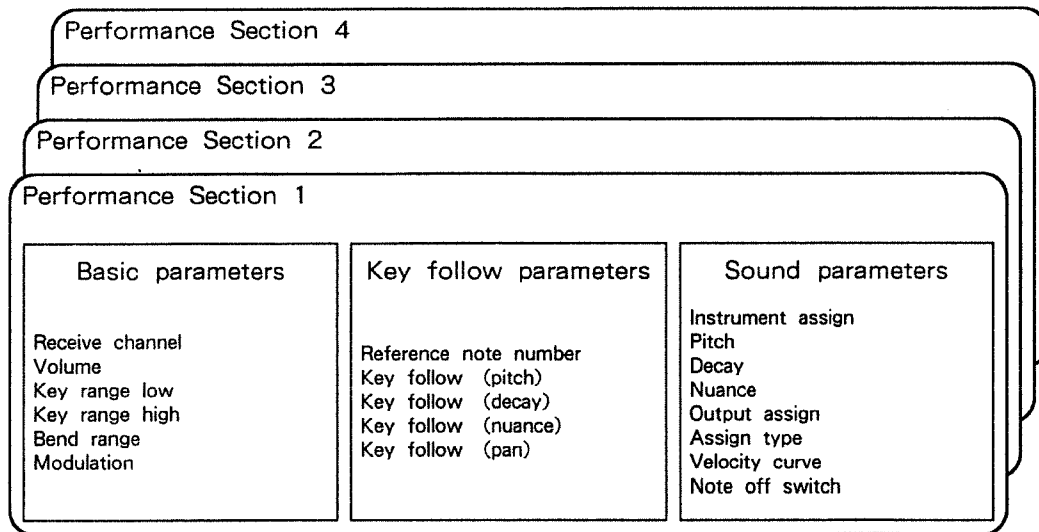 Performance Section 4
Performance Section 3
Performance Section 2
Performance Section 1
Basic parameters
Receive channel
Volume
Key range low
Key range high
Bend range
Modulation
Key follow parameters
Reference note number
Key follow (pitch)
Key follow (decay)
Key follow (nuance)
Key follow (pan)
Sound parameters
Instrument assign
Pitch
Decay
Nuance
Output assign
Assign type
Velocity curve
Note off switch